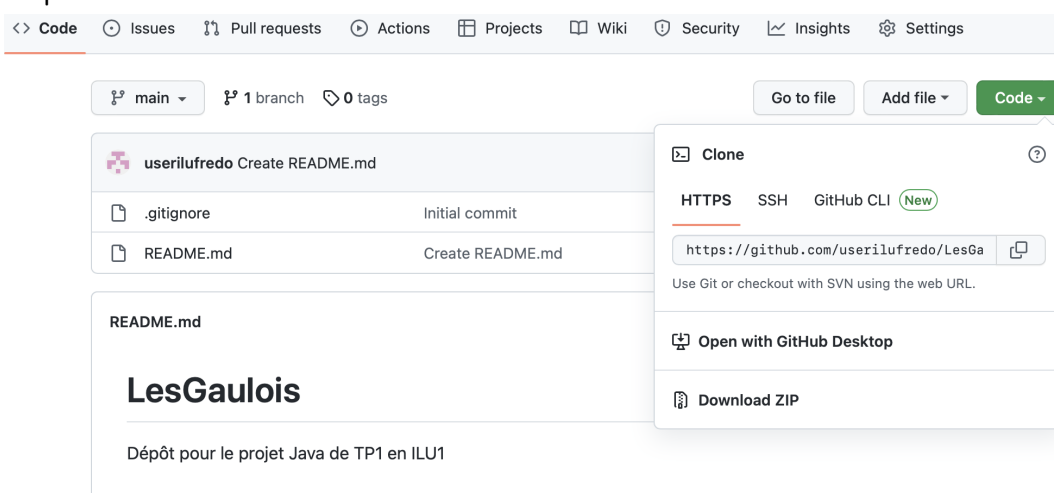 <> Code Issues Pull requests Actions Projects Wiki Security Insights Settings
main 1 branch 0 tags Go to file Add file Code
userilufredo Create README.md
.gitignore Initial commit
README.md Create README.md
Clone
HTTPS SSH GitHub CLI New
https://github.com/userilufredo/LesGa
Use Git or checkout with SVN using the web URL.
Open with GitHub Desktop
Download ZIP
README.md
LesGaulois
Dépôt pour le projet Java de TP1 en ILU1